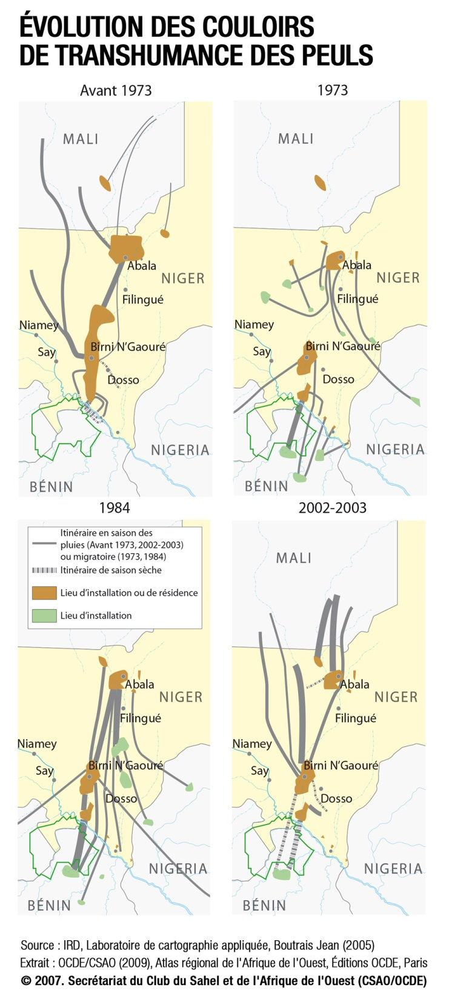 ÉVOLUTION DES COULOIRS
DE TRANSHUMANCE DES PEULS
Avant 1973
MALI
Abala
NIGER
Filingué
Niamey
Birni N'Gaouré
Say
Dosso
NIGERIA
BÉNIN
1973
MALI
Abala
NIGER
Filingué
Niamey
Birni N'Gaouré
Say
Dosso
NIGERIA
BÉNIN
1984
Itinéraire en saison des
pluies (Avant 1973, 2002-2003)
ou migratoire (1973, 1984)
Itinéraire de saison sèche
Lieu d'installation ou de résidence
Lieu d'installation
Abala
NIGER
Filingué
Niamey
Birni N'Gaouré
Say
Dosso
NIGERIA
BÉNIN
2002-2003
MALI
Abala
NIGER
Filingué
Niamey
Birni N'Gaouré
Say
Dosso
NIGERIA
BÉNIN
Source : IRD, Laboratoire de cartographie appliquée, Boutrais Jean (2005)
Extrait : OCDE/CSAO (2009), Atlas régional de l'Afrique de l'Ouest, Éditions OCDE, Paris
© 2007. Secrétariat du Club du Sahel et de l'Afrique de l'Ouest (CSAO/OCDE)